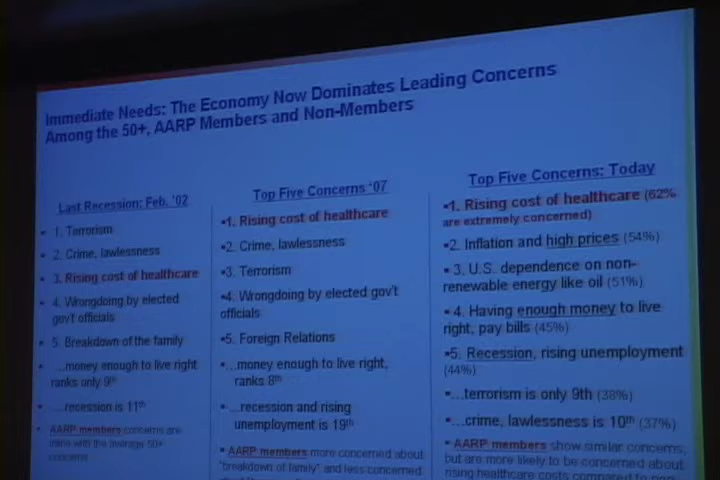 Immediate Needs: The Economy Now Dominates Leading Concerns
Among the 50+, AARP Members and Non-Members
Last Recession: Feb. '02
• 1. Terrorism
• 2. Crime, lawlessness
• 3. Rising cost of healthcare
• 4. Wrongdoing by elected
gov't officials
• 5. Breakdown of the family
• ...money enough to live right
ranks only 9th
• ...recession is 11th
• AARP members concerns are
inline with the average 50+
concerns
Top Five Concerns '07
•1. Rising cost of healthcare
•2. Crime, lawlessness
•3. Terrorism
•4. Wrongdoing by elected gov't
officials
•5. Foreign Relations
•...money enough to live right,
ranks 8th
•...recession and rising
unemployment is 19th
• AARP members more concerned about
"breakdown of family" and less concerned
Top Five Concerns: Today
•1. Rising cost of healthcare (62%
are extremely concerned)
•2. Inflation and high prices (54%)
• 3. U.S. dependence on non-
renewable energy like oil (51%)
• 4. Having enough money to live
right, pay bills (45%)
•5. Recession, rising unemployment
(44%)
•...terrorism is only 9th (38%)
•...crime, lawlessness is 10th (37%)
• AARP members show similar concerns,
but are more likely to be concerned about
rising healthcare costs compared to